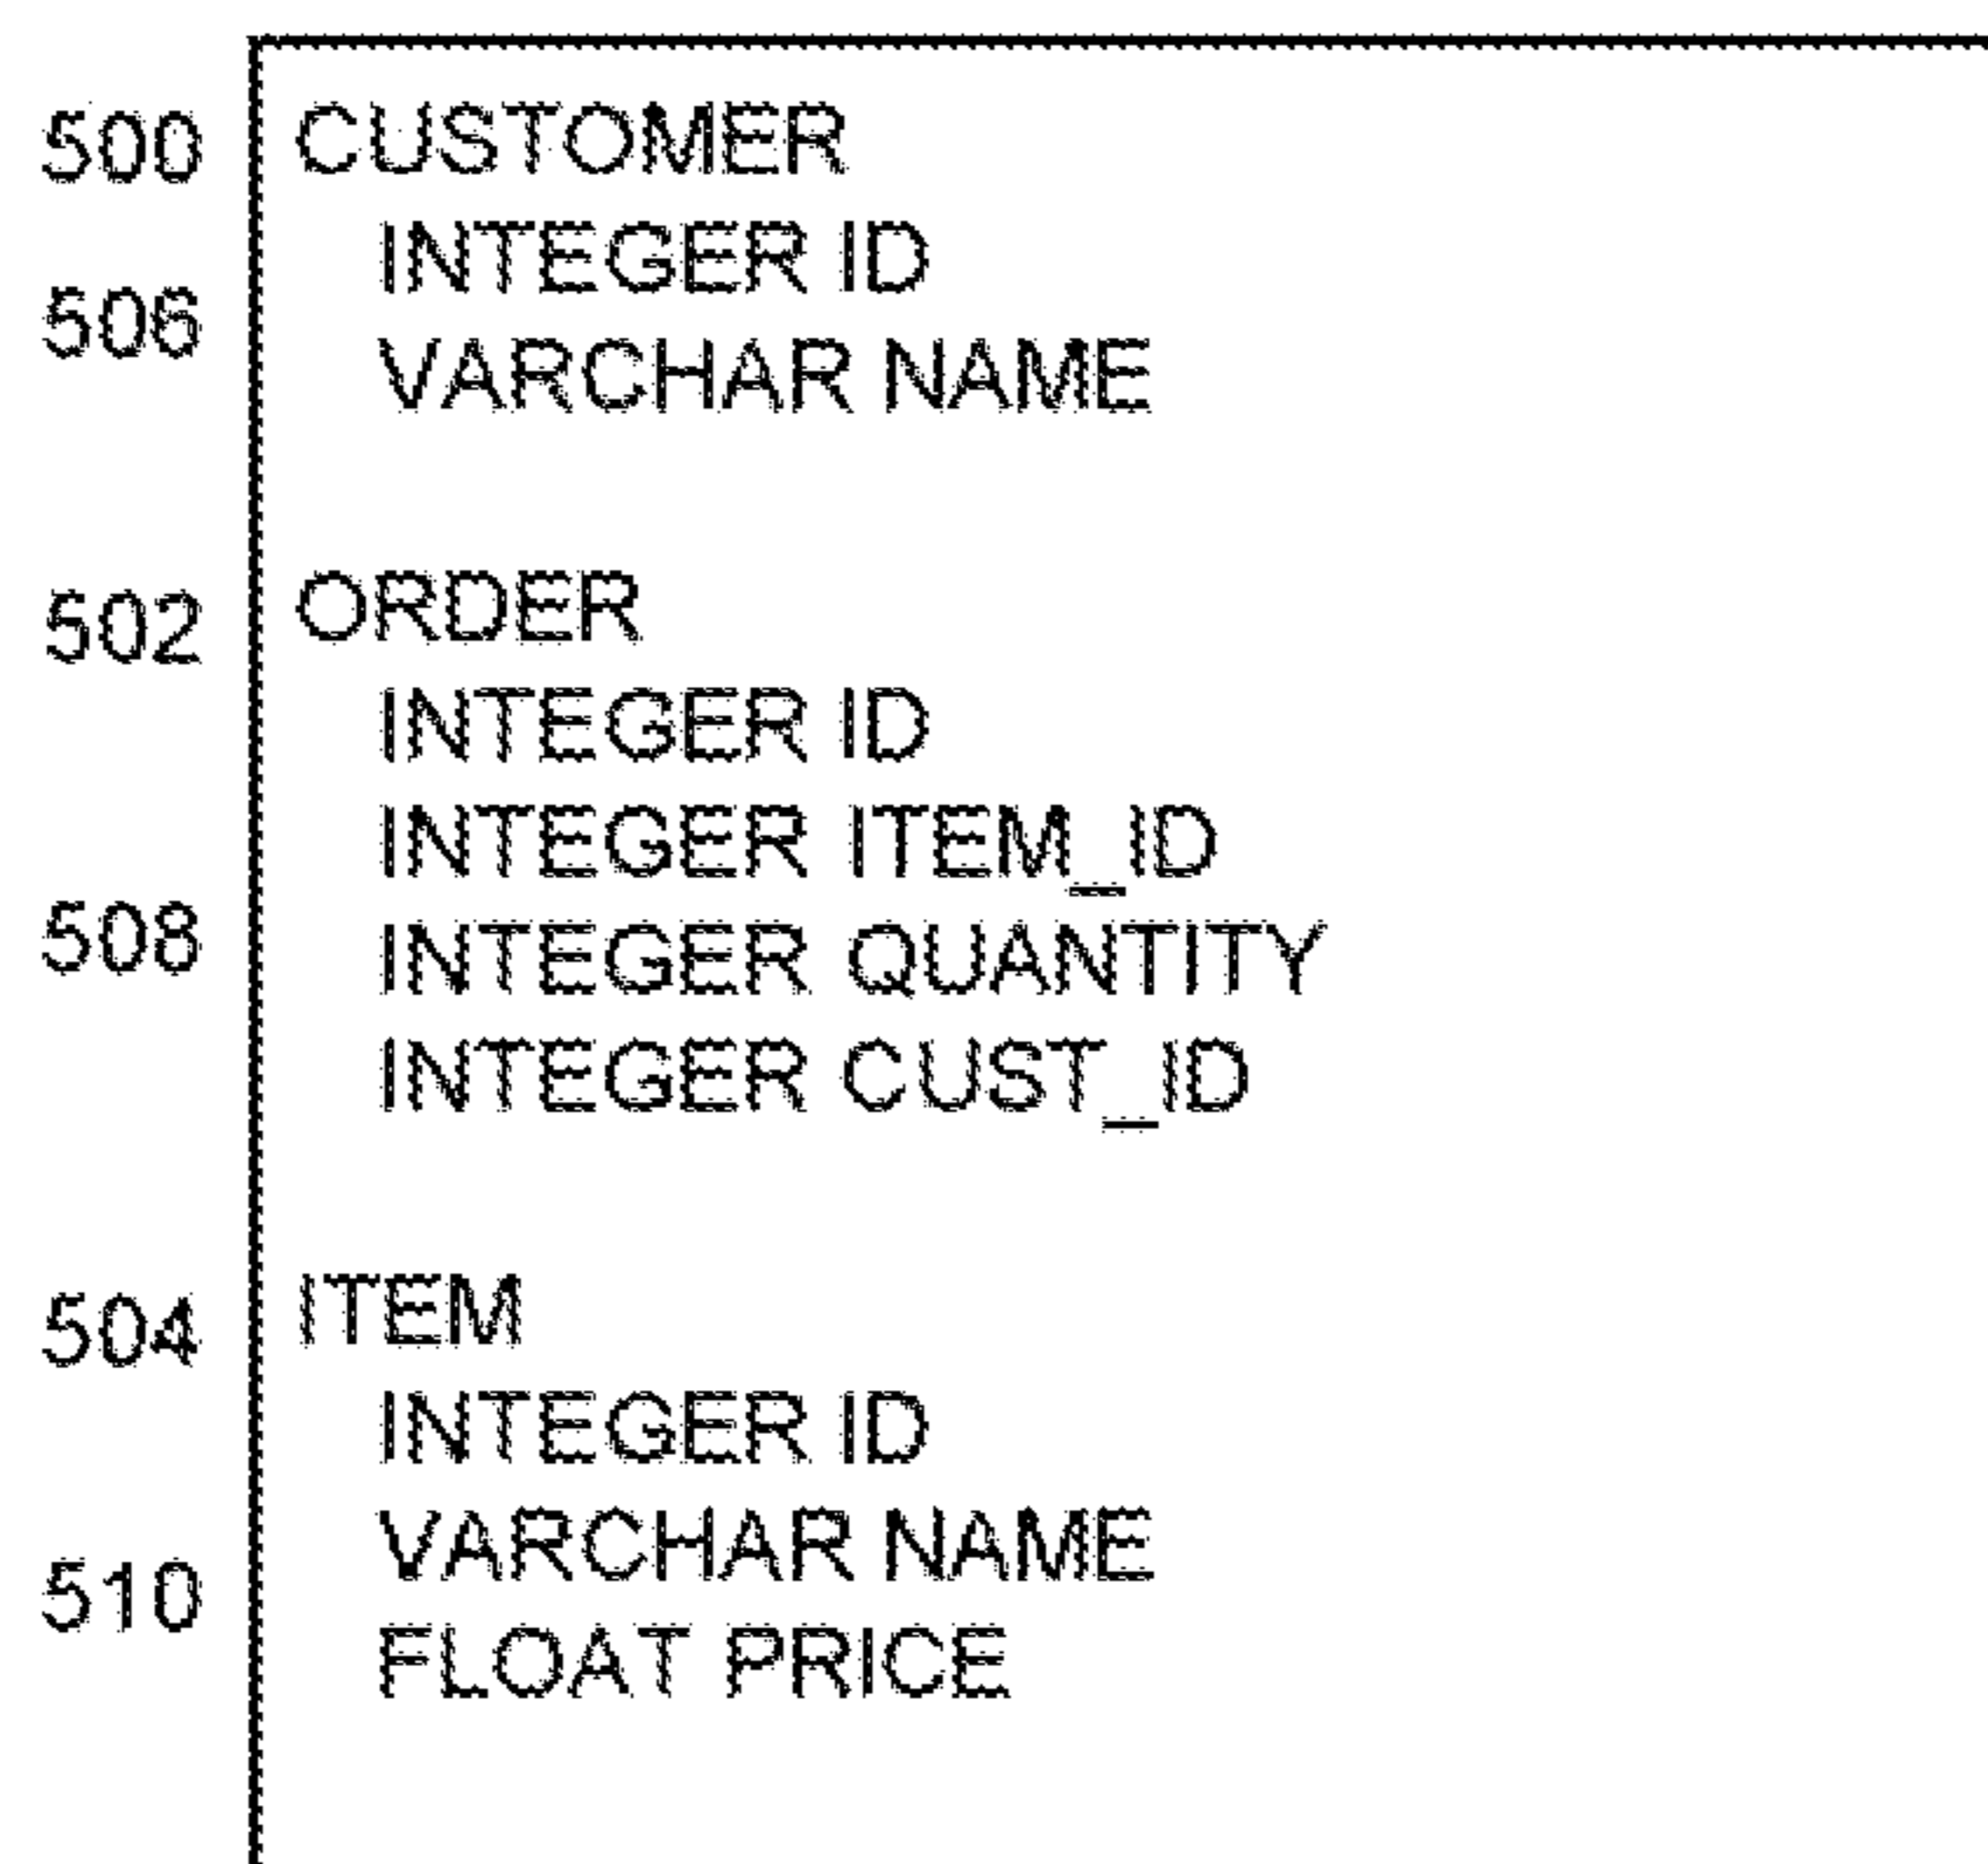 500 CUSTOMER
INTEGER ID
506
VARCHAR NAME
502 ORDER
INTEGER ID
INTEGER ITEM_ID
508 INTEGER QUANTITY
INTEGER CUST_ID
504 ITEM
INTEGER ID
VARCHAR NAME
510
FLOAT PRICE